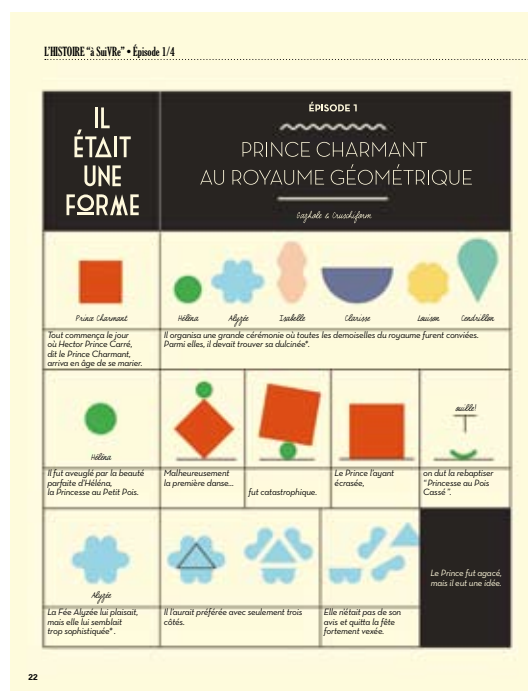 L'HISTOIRE "à SuiVRe" • Épisode 1/4
IL
ÉTAIT
UNE
FORME
ÉPISODE 1
PRINCE CHARMANT
AU ROYAUME GÉOMÉTRIQUE
Gazhole & Cruschiform
Prince Charmant
Héléna
Alyzée
Isabelle
Clarisse
Louison
Cendrillon
Tout commença le jour
où Hector Prince Carré,
dit le Prince Charmant,
arriva en âge de se marier.
Il organisa une grande cérémonie où toutes les demoiselles du royaume furent conviées.
Parmi elles, il devait trouver sa dulcinée*.
Héléna
ouille!
Il fut aveuglé par la beauté
parfaite d'Héléna,
la Princesse au Petit Pois.
Malheureusement
la première danse...
fut catastrophique.
Le Prince l'ayant
écrasée,
on dut la rebaptiser
"Princesse au Pois
Cassé".
Alyzée
Le Prince fut agacé,
mais il eut une idée.
La Fée Alyzée lui plaisait,
mais elle lui semblait
trop sophistiquée*.
Il l'aurait préférée avec seulement trois
côtés.
Elle n'était pas de son
avis et quitta la fête
fortement vexée.
22